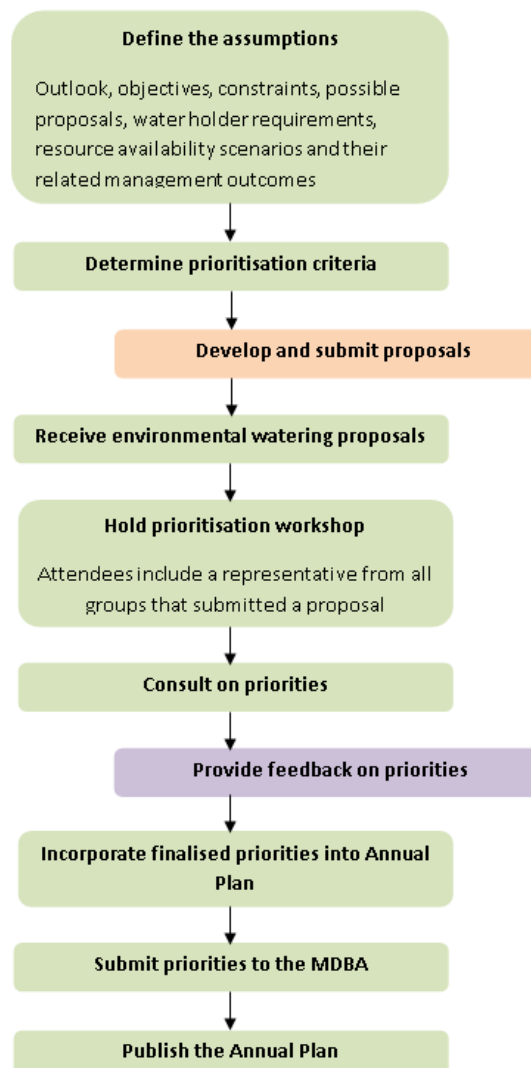 Define the assumptions
Outlook, objectives, constraints, possible
proposals, water holder requirements,
resource availability scenarios and their
related management outcomes
Determine prioritisation criteria
Develop and submit proposals
Receive environmental watering proposals
Hold prioritisation workshop
Attendees include a representative from all
groups that submitted a proposal
Consult on priorities
Provide feedback on priorities
Incorporate finalised priorities into Annual
Plan
Submit priorities to the MDBA
Publish the Annual Plan